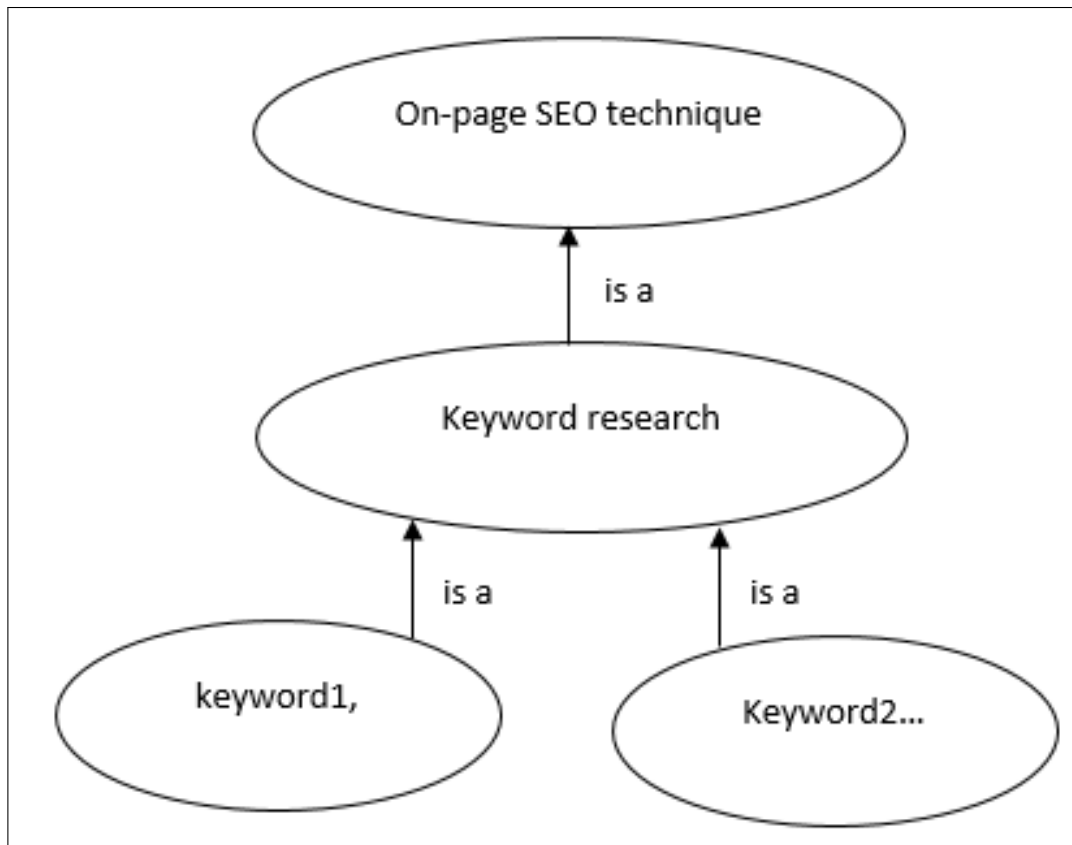 On-page SEO technique
is a
Keyword research
is a
is a
keyword1,
Keyword2...